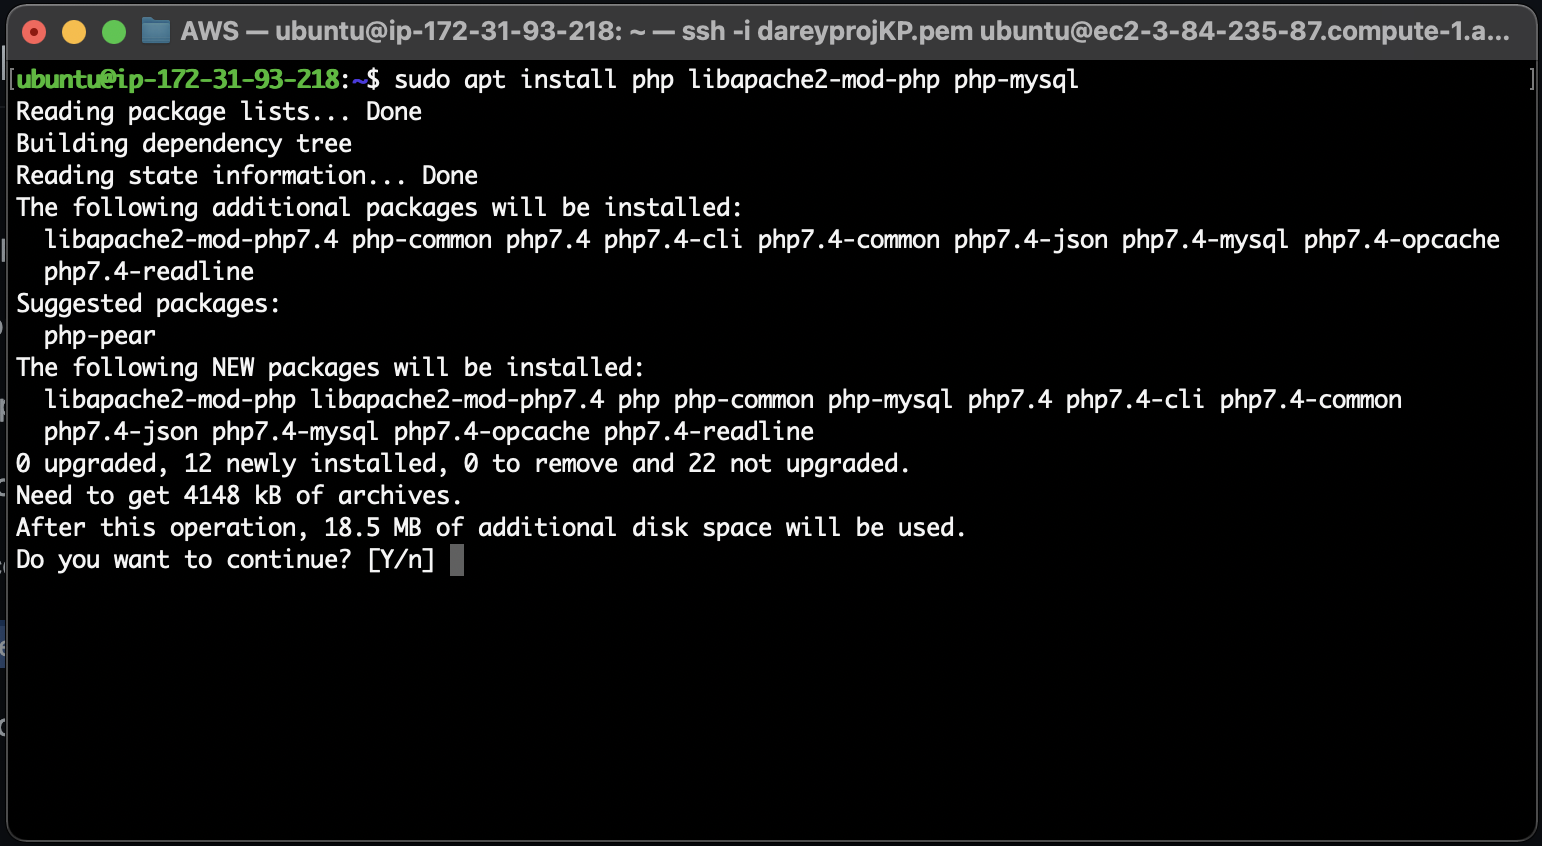 AWS — ubuntu@ip-172-31-93-218: ~ — ssh -i dareyprojKP.pem ubuntu@ec2-3-84-235-87.compute-1.a...
[ubuntu@ip-172-31-93-218:~$ sudo apt install php libapache2-mod-php php-mysql ]
Reading package lists... Done
Building dependency tree
Reading state information... Done
The following additional packages will be installed:
  libapache2-mod-php7.4 php-common php7.4 php7.4-cli php7.4-common php7.4-json php7.4-mysql php7.4-opcache
  php7.4-readline
Suggested packages:
  php-pear
The following NEW packages will be installed:
  libapache2-mod-php libapache2-mod-php7.4 php php-common php-mysql php7.4 php7.4-cli php7.4-common
  php7.4-json php7.4-mysql php7.4-opcache php7.4-readline
0 upgraded, 12 newly installed, 0 to remove and 22 not upgraded.
Need to get 4148 kB of archives.
After this operation, 18.5 MB of additional disk space will be used.
Do you want to continue? [Y/n]